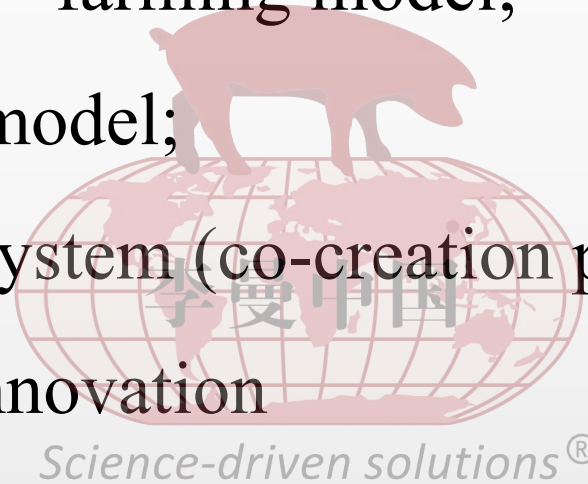 farming model;
model;
ystem (co-creation p
李曼中国
nnovation
Science-driven solutions®